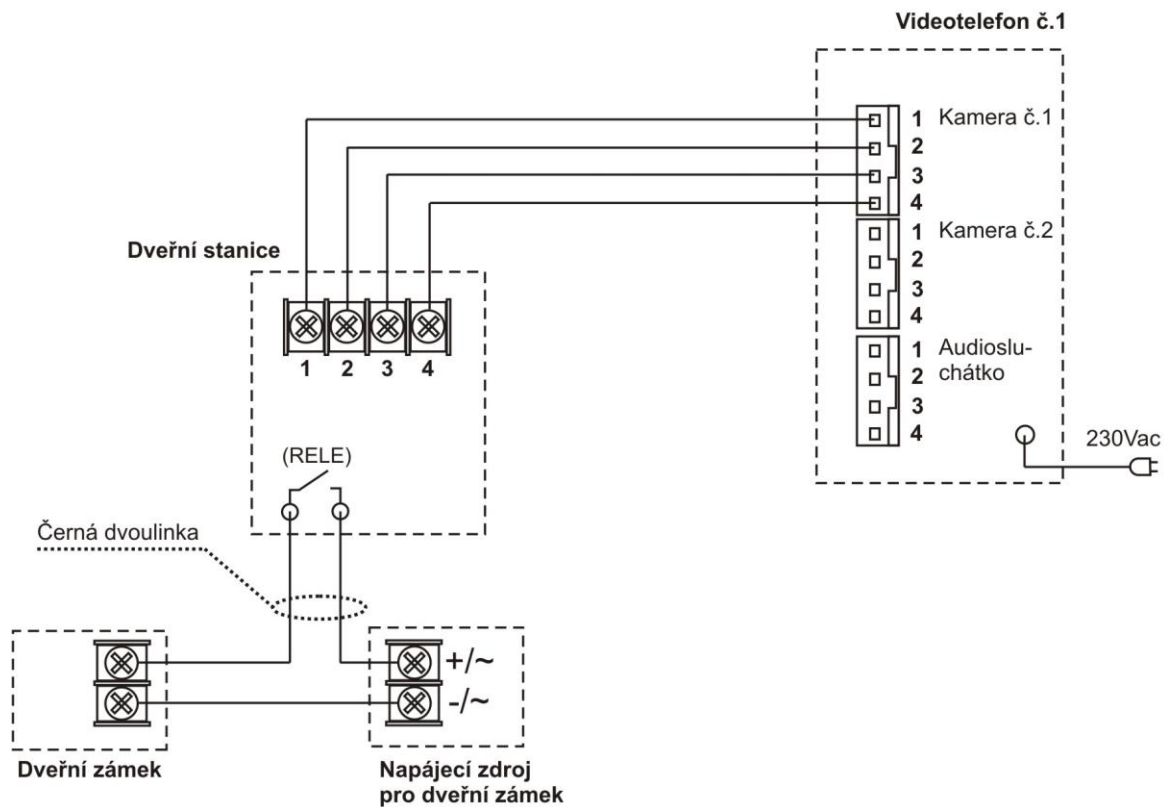 Videotelefon č.1
1 Kamera č.1
2
3
4
1 Kamera č.2
2
3
4
1 Audioslu-
chátko
2
3
4
230Vac
Dveřní stanice
1 2 3 4
(RELE)
Černá dvoulinka
+/~
-/~
Dveřní zámek
Napájecí zdroj
pro dveřní zámek